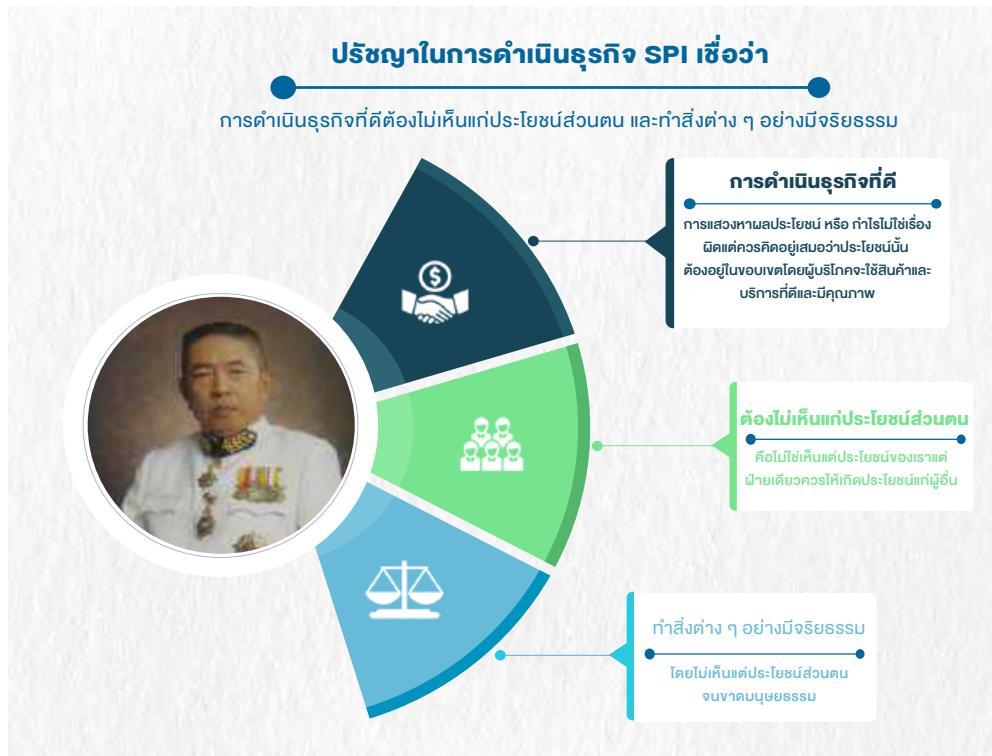 ปรัชญาในการดำเนินธุรกิจ SPI เชื่อว่า
การดำเนินธุรกิจที่ดีต้องไม่เห็นแก่ประโยชน์ส่วนตน และทำสิ่งต่าง ๆ อย่างมีจริยธรรม
การดำเนินธุรกิจที่ดี
การแสวงหาผลประโยชน์ หรือ กำไรไม่ใช่เรื่อง
ผิดแต่ควรคิดอยู่เสมอว่าประโยชน์นั้น
ต้องอยู่ในขอบเขตโดยผู้บริโภคจะใช้สินค้าและ
บริการที่ดีและมีคุณภาพ
ต้องไม่เห็นแก่ประโยชน์ส่วนตน
คือไม่ใช่เห็นแต่ประโยชน์ของเราแต่
ฝ่ายเดียวควรให้เกิดประโยชน์แก่ผู้อื่น
ทำสิ่งต่าง ๆ อย่างมีจริยธรรม
โดยไม่เห็นแต่ประโยชน์ส่วนตน
จนขาดมนุษยธรรม